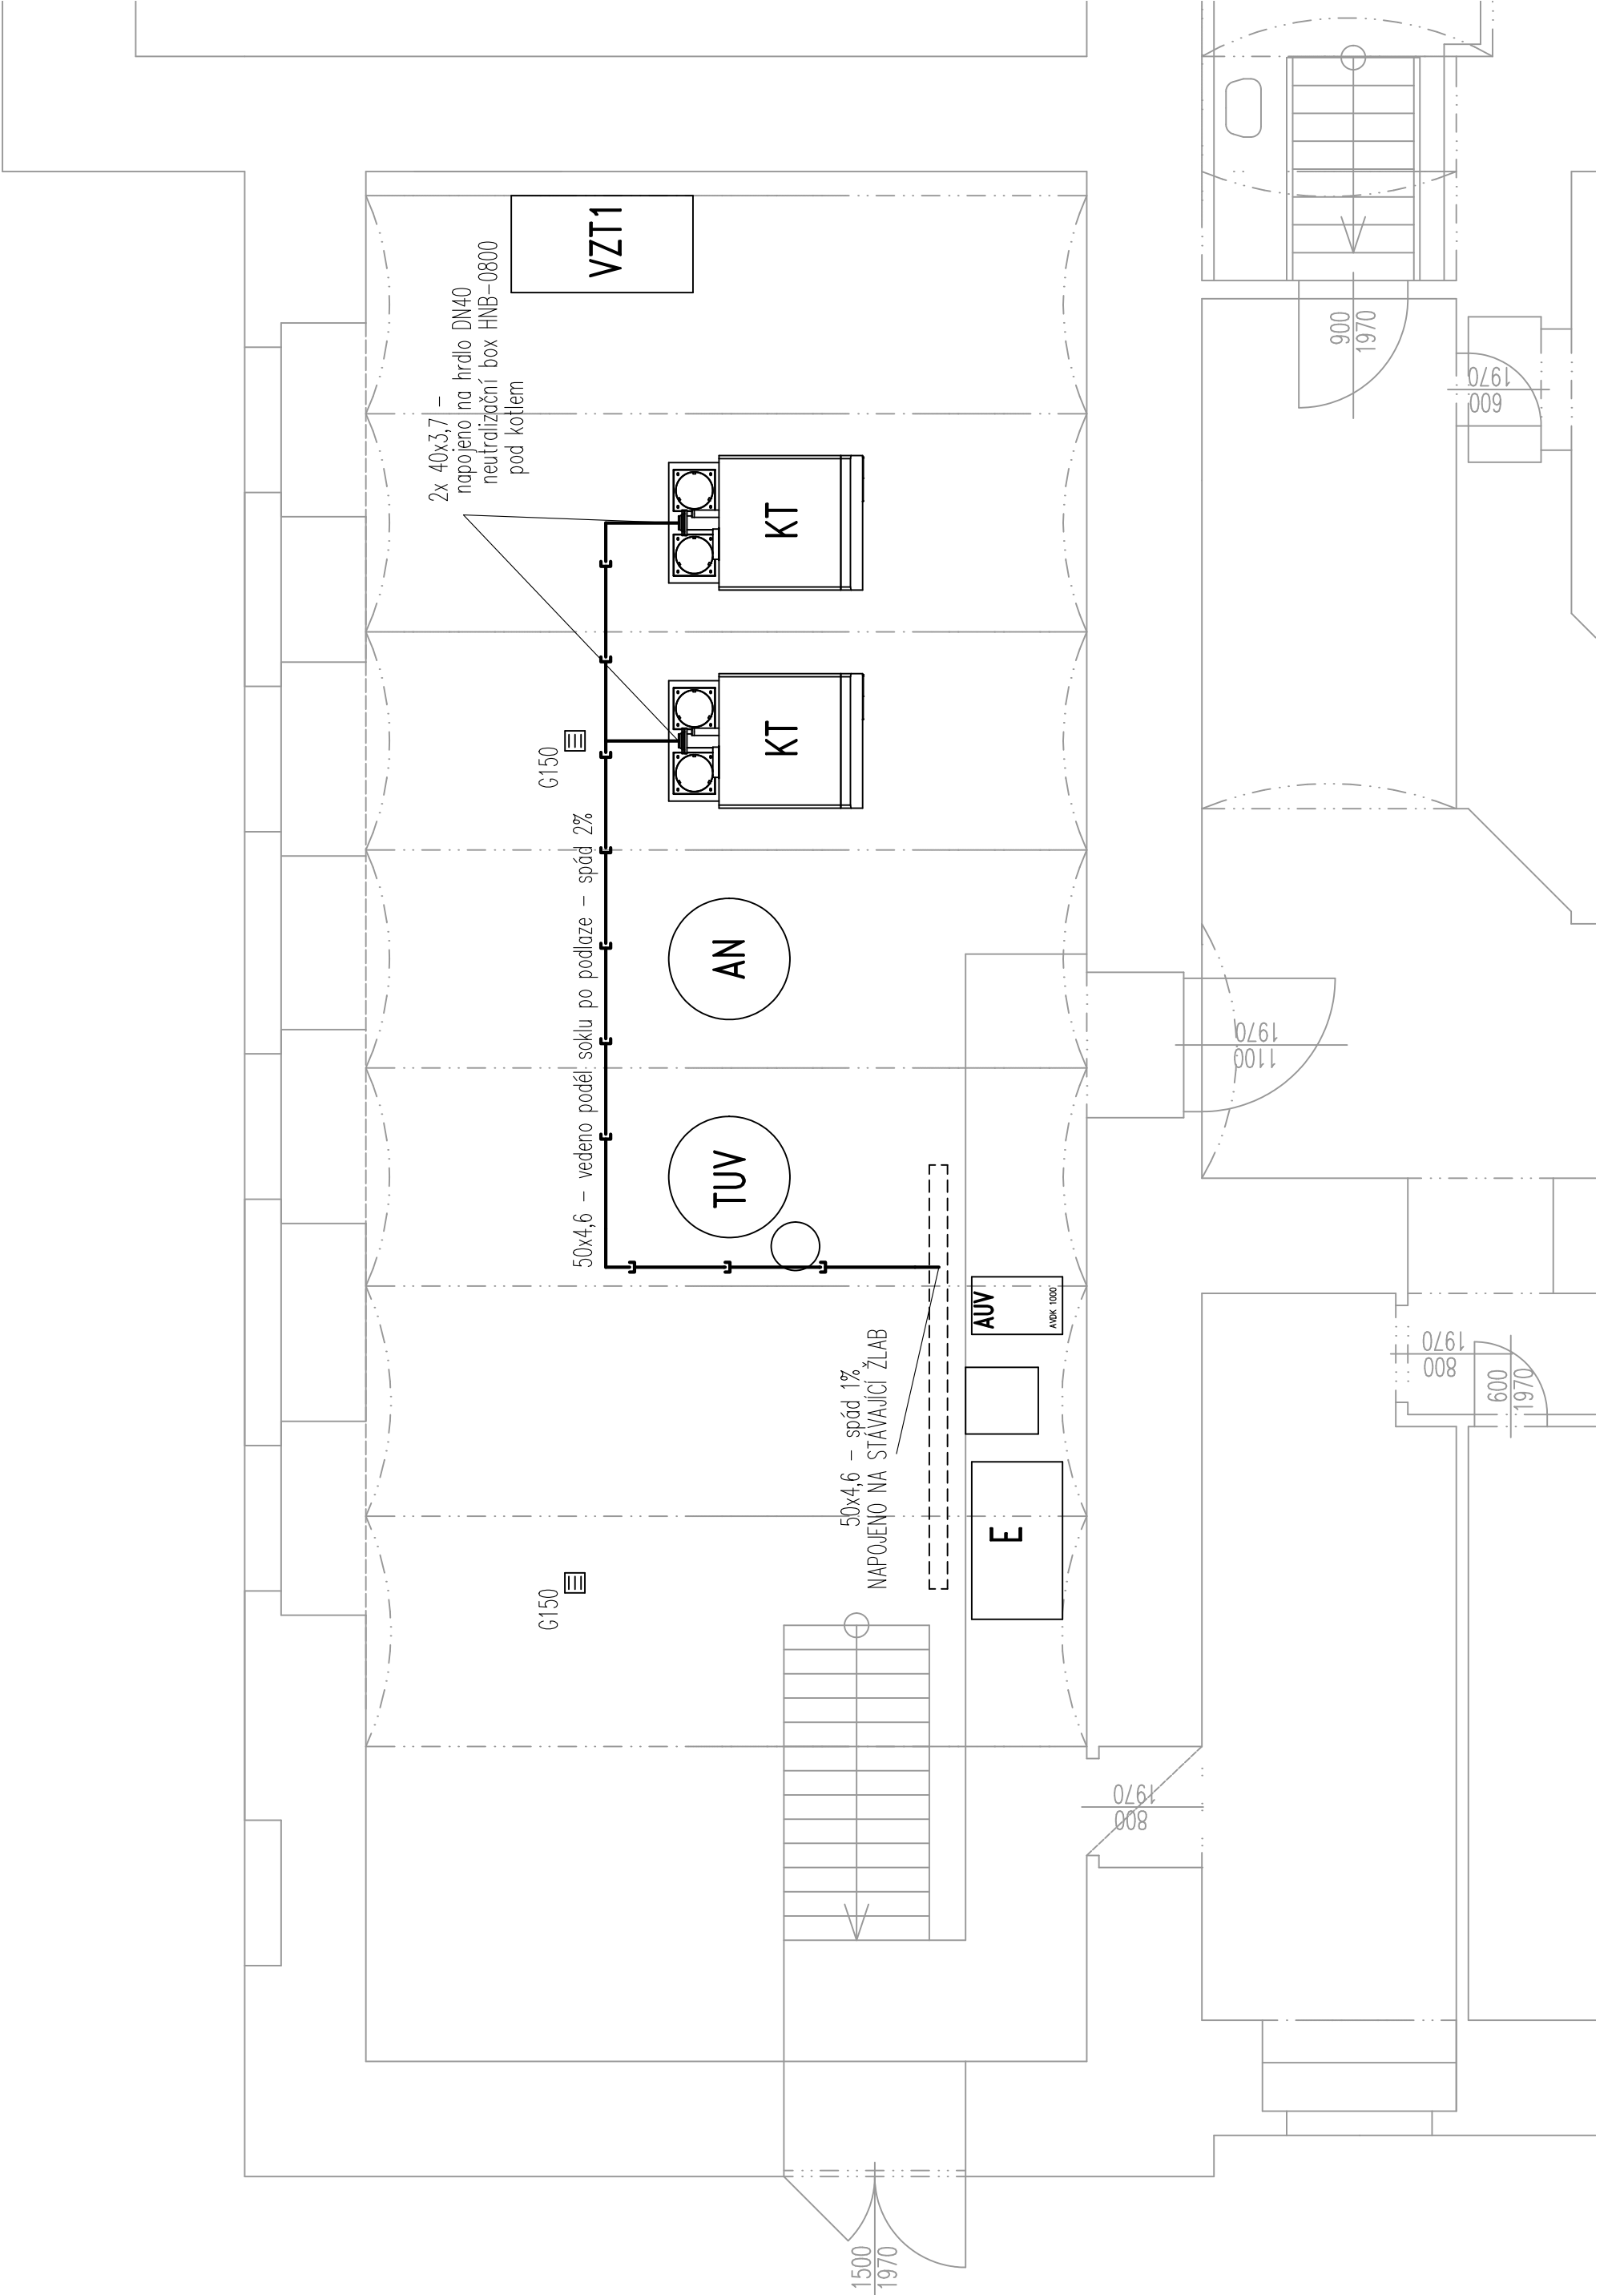 VZT1
2x 40x3,7 –
napojeno na hrdlo DN40
neutralizační box HNB–0800
pod kotlem
KT
KT
G150
50x4,6 – vedeno podél soklu po podlaze – spád 2%
AN
TUV
AUV
AVDK 1000
50x4,6 – spád 1%
NAPOJENO NA STÁVAJÍCÍ ŽLAB
E
G150
900
1970
600
1970
1100
1970
800
1970
600
1970
800
1970
1500
1970